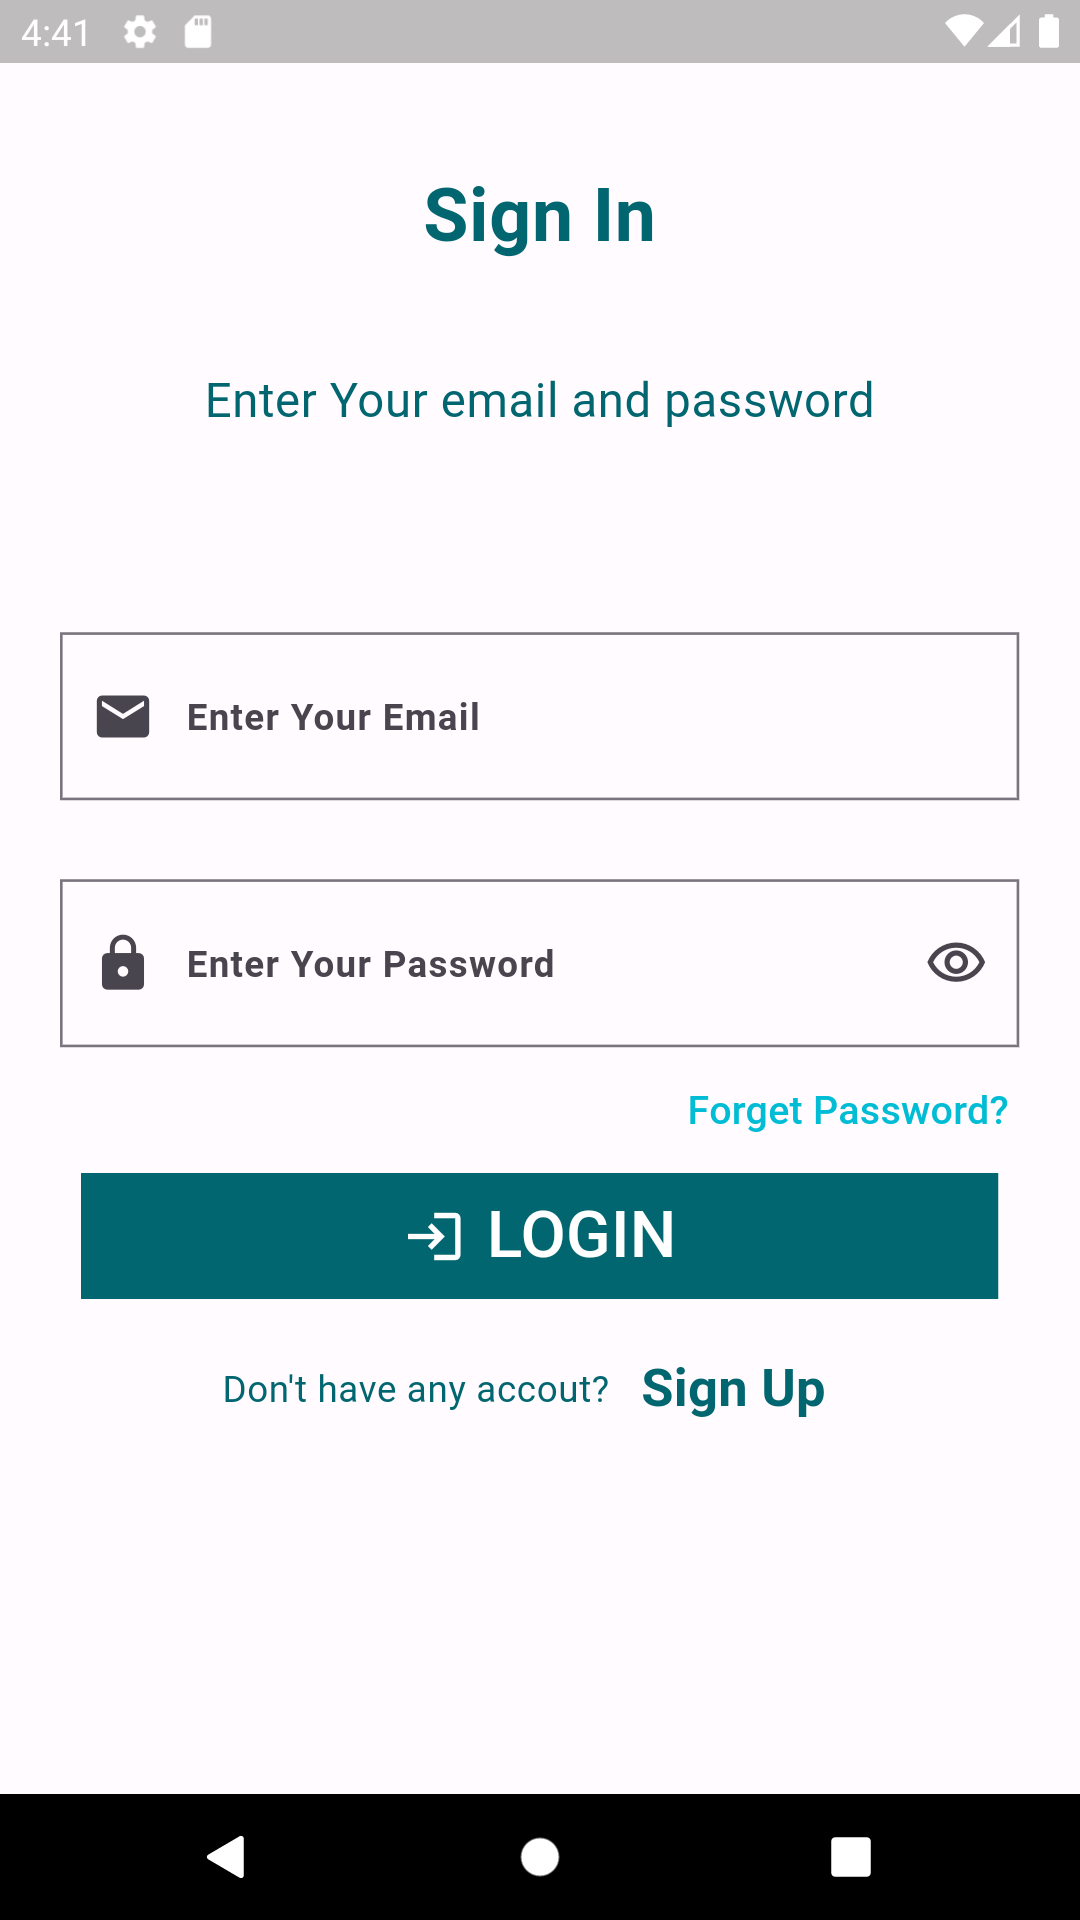 4:41
Sign In
Enter Your email and password
Enter Your Email
Enter Your Password
Forget Password?
LOGIN
Don't have any accout? Sign Up